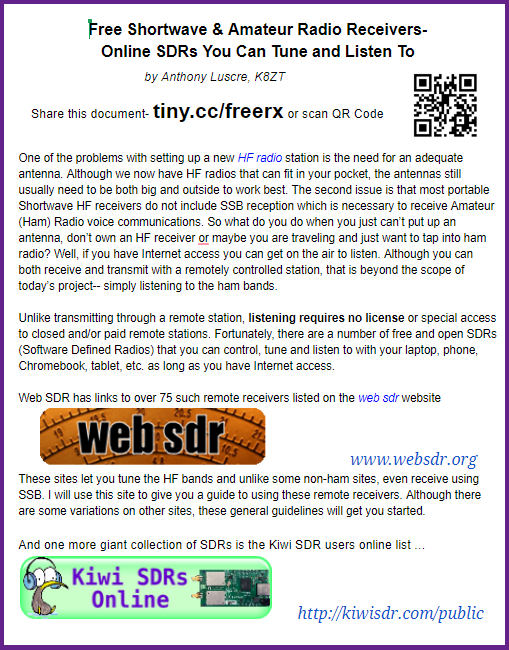 Free Shortwave & Amateur Radio Receivers-
Online SDRs You Can Tune and Listen To
by Anthony Luscre, K8ZT
Share this document- tiny.cc/freerx or scan QR Code
One of the problems with setting up a new HF radio station is the need for an adequate
antenna. Although we now have HF radios that can fit in your pocket, the antennas still
usually need to be both big and outside to work best. The second issue is that most portable
Shortwave HF receivers do not include SSB reception which is necessary to receive Amateur
(Ham) Radio voice communications. So what do you do when you just can't put up an
antenna, don't own an HF receiver or maybe you are traveling and just want to tap into ham
radio? Well, if you have Internet access you can get on the air to listen. Although you can
both receive and transmit with a remotely controlled station, that is beyond the scope of
today's project-- simply listening to the ham bands.
Unlike transmitting through a remote station, listening requires no license or special access
to closed and/or paid remote stations. Fortunately, there are a number of free and open SDRs
(Software Defined Radios) that you can control, tune and listen to with your laptop, phone,
Chromebook, tablet, etc. as long as you have Internet access.
Web SDR has links to over 75 such remote receivers listed on the web sdr website
web sdr
www.websdr.org
These sites let you tune the HF bands and unlike some non-ham sites, even receive using
SSB. I will use this site to give you a guide to using these remote receivers. Although there
are some variations on other sites, these general guidelines will get you started.
And one more giant collection of SDRs is the Kiwi SDR users online list ...
Kiwi SDRs
Online
http://kiwisdr.com/public